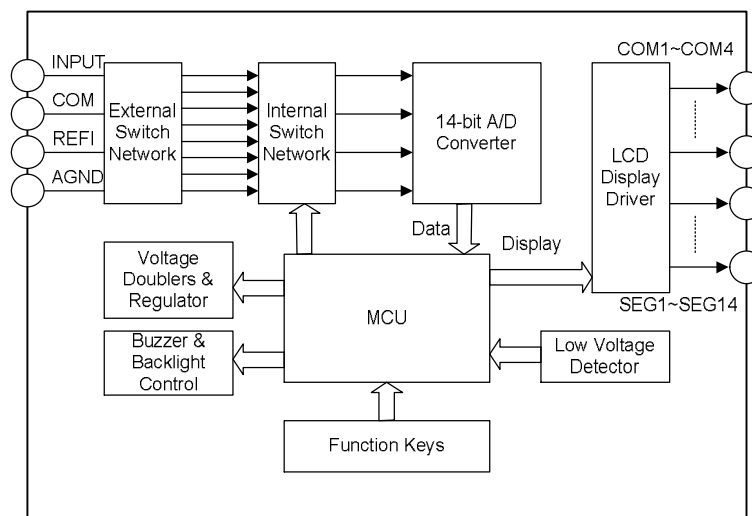 INPUT
COM
REFI
AGND
External
Switch
Network
Internal
Switch
Network
14-bit A/D
Converter
COM1~COM4
LCD
Display
Driver
SEG1~SEG14
Data
Display
Voltage
Doublers &
Regulator
MCU
Buzzer &
Backlight
Control
Low Voltage
Detector
Function Keys